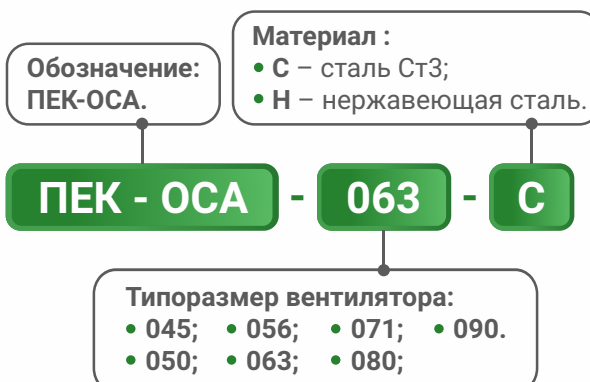 Обозначение:
ПЕК-ОСА.
Материал :
• С – сталь Ст3;
• Н – нержавеющая сталь.
ПЕК - ОСА - 063 - С
Типоразмер вентилятора:
• 045; • 056; • 071; • 090.
• 050; • 063; • 080;